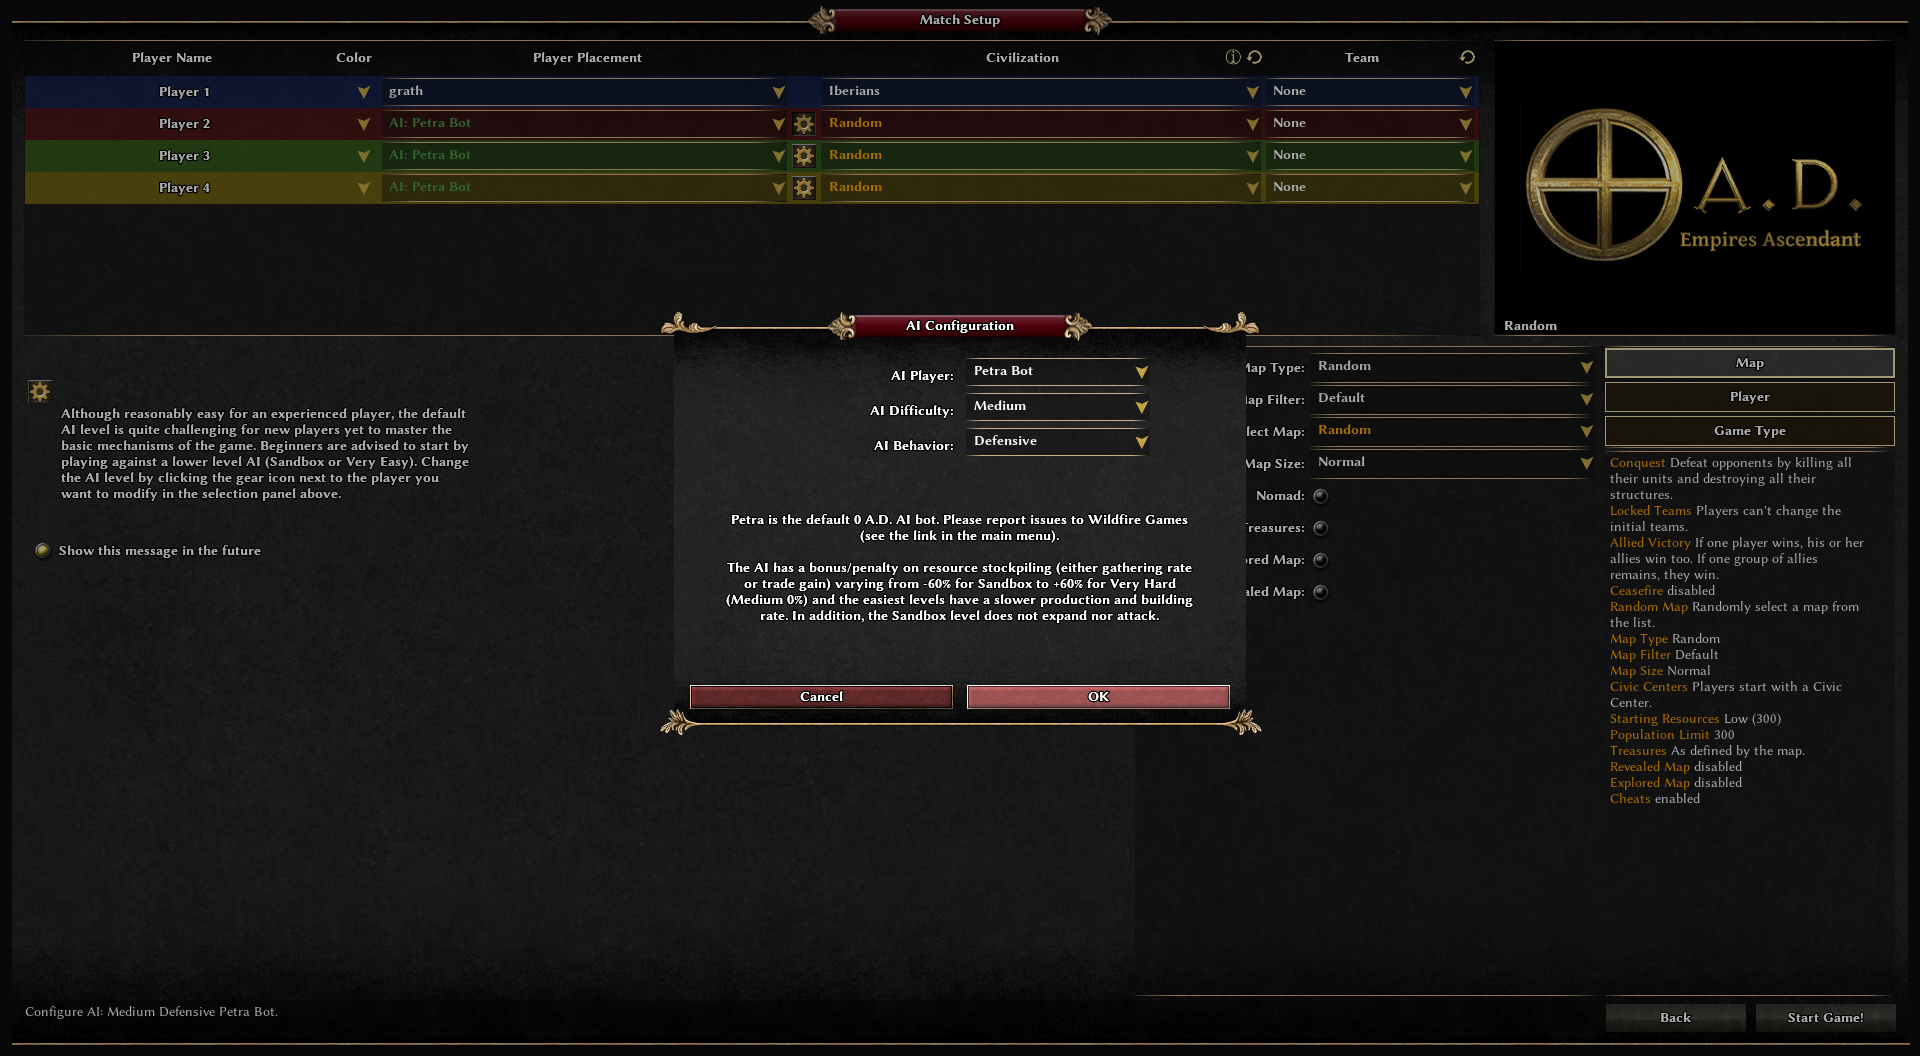 Match Setup
Player Name Color Player Placement Civilization Team
Player 1 grath Iberians None
Player 2 AI: Petra Bot Random None
Player 3 AI: Petra Bot Random None
Player 4 AI: Petra Bot Random None
A. D.
Empires Ascendant
Random
Although reasonably easy for an experienced player, the default
AI level is quite challenging for new players yet to master the
basic mechanisms of the game. Beginners are advised to start by
playing against a lower level AI (Sandbox or Very Easy). Change
the AI level by clicking the gear icon next to the player you
want to modify in the selection panel above.
Show this message in the future
AI Configuration
AI Player: Petra Bot
AI Difficulty: Medium
AI Behavior: Defensive
Petra is the default 0 A.D. AI bot. Please report issues to Wildfire Games
(see the link in the main menu).
The AI has a bonus/penalty on resource stockpiling (either gathering rate
or trade gain) varying from -60% for Sandbox to +60% for Very Hard
(Medium 0%) and the easiest levels have a slower production and building
rate. In addition, the Sandbox level does not expand nor attack.
Cancel OK
Map Type: Random
Map Filter: Default
lect Map: Random
Map Size: Normal
Nomad:
reasures:
ored Map:
aled Map:
Map
Player
Game Type
Conquest Defeat opponents by killing all
their units and destroying all their
structures.
Locked Teams Players can't change the
initial teams.
Allied Victory If one player wins, his or her
allies win too. If one group of allies
remains, they win.
Ceasefire disabled
Random Map Randomly select a map from
the list.
Map Type Random
Map Filter Default
Map Size Normal
Civic Centers Players start with a Civic
Center.
Starting Resources Low (300)
Population Limit 300
Treasures As defined by the map.
Revealed Map disabled
Explored Map disabled
Cheats enabled
Configure AI: Medium Defensive Petra Bot.
Back Start Game!